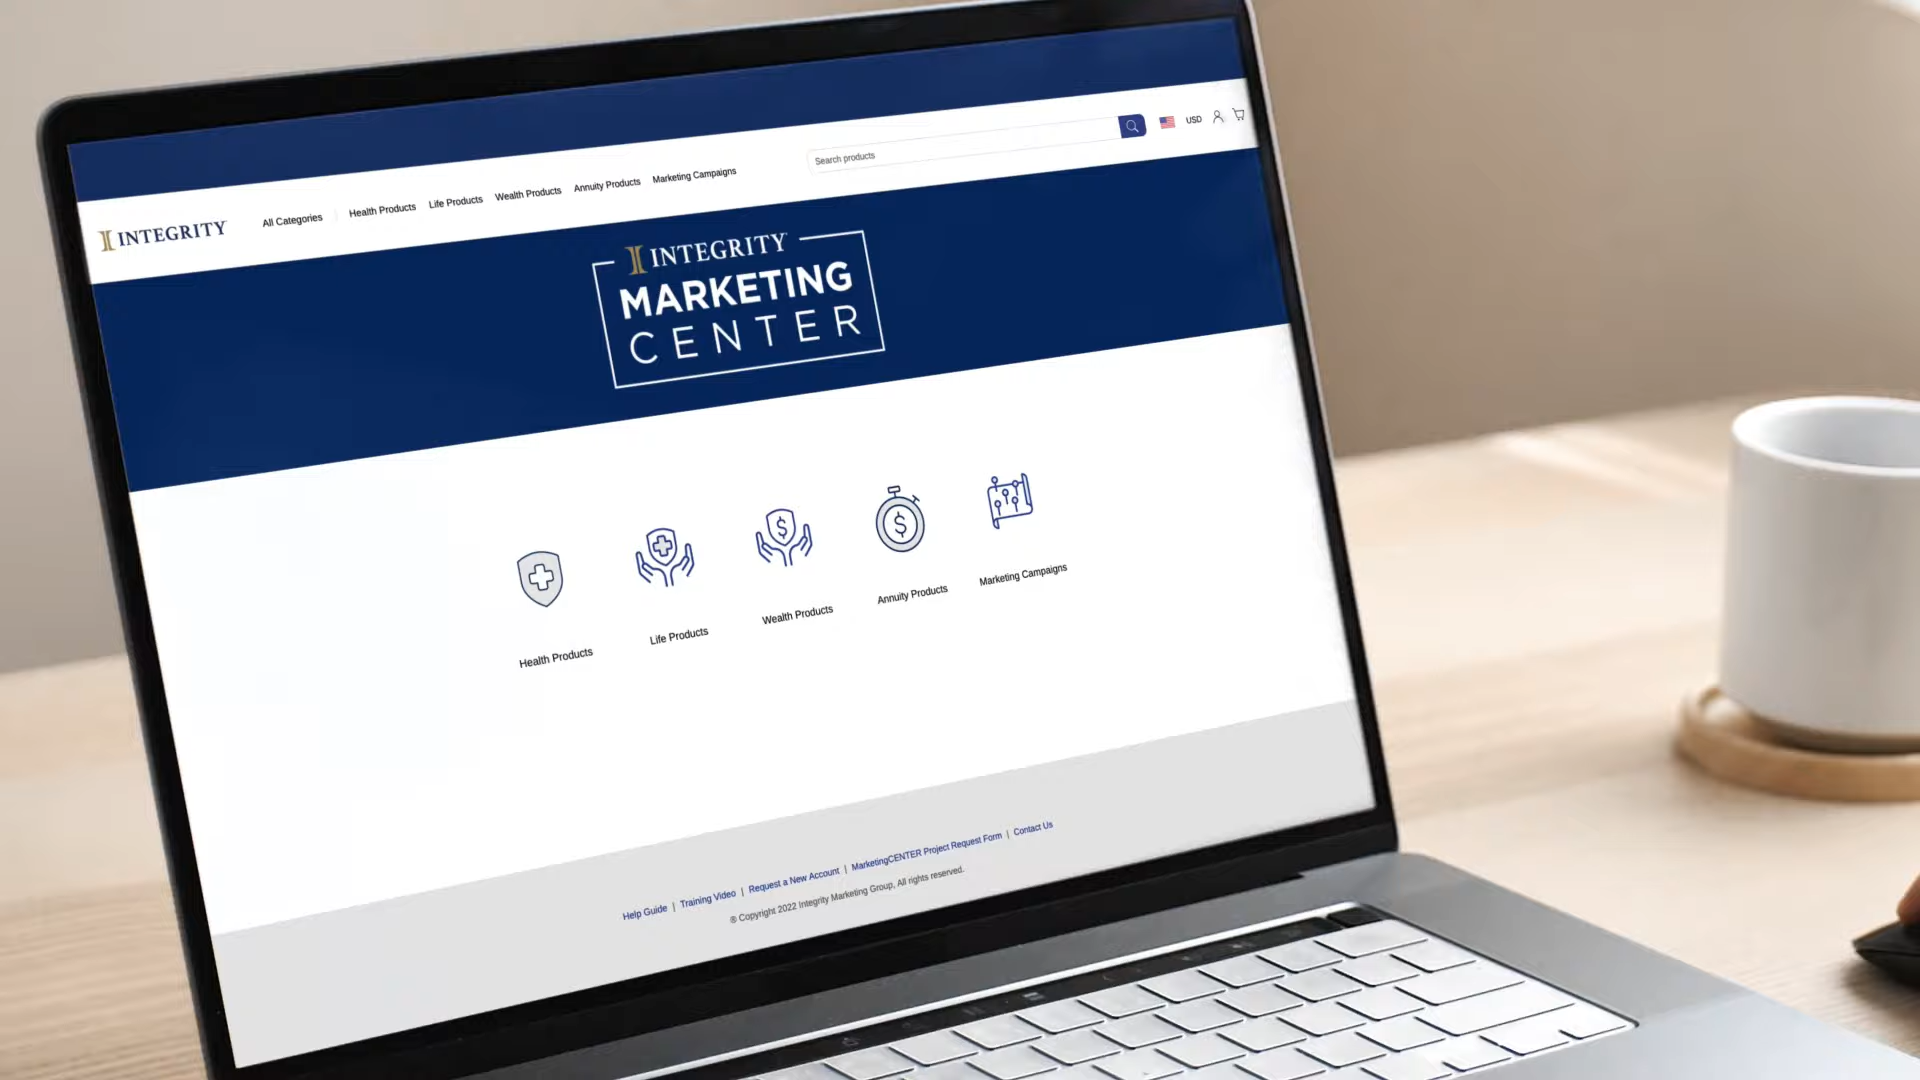 INTEGRITY
All Categories
Health Products
Life Products
Wealth Products
Annuity Products
Marketing Campaigns
Search products
USD
INTEGRITY
MARKETING
CENTER
Health Products
Life Products
Wealth Products
Annuity Products
Marketing Campaigns
Help Guide | Training Video | Request a New Account | MarketingCENTER Project Request Form | Contact Us
® Copyright 2022 Integrity Marketing Group, All rights reserved.